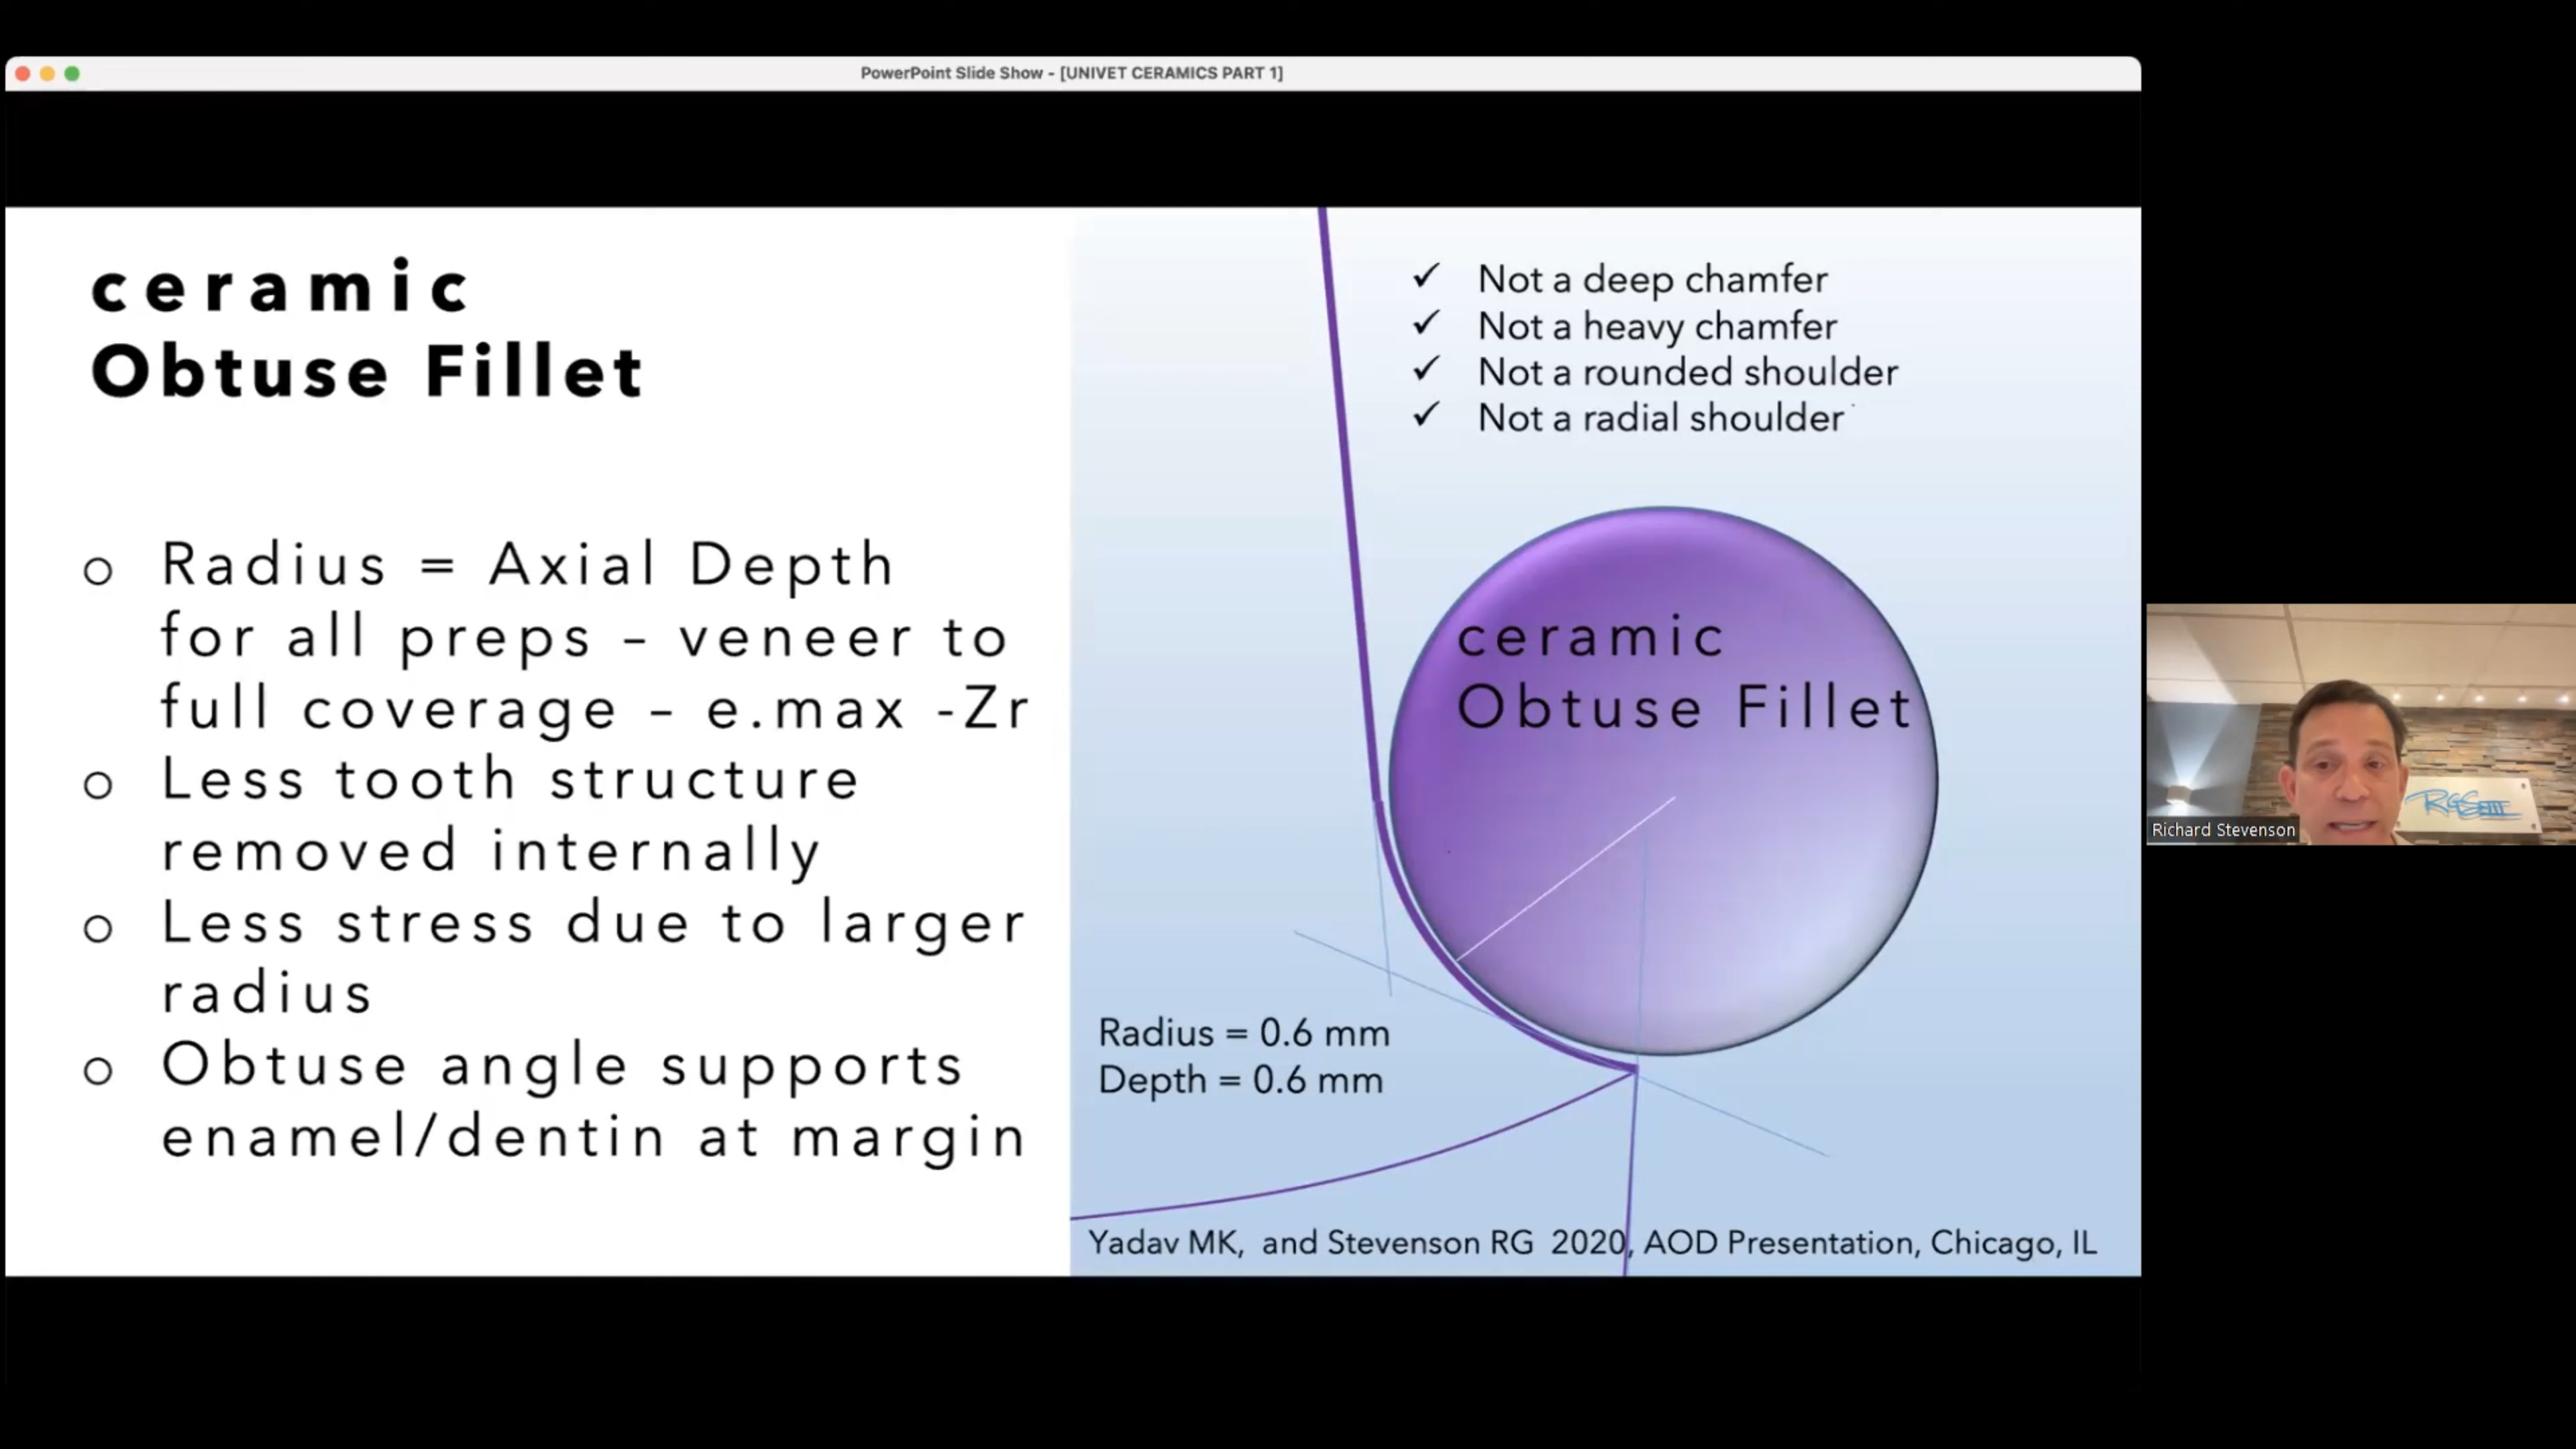 PowerPoint Slide Show - [UNIVET CERAMICS PART 1]
ceramic
Obtuse Fillet
○ Radius = Axial Depth
for all preps – veneer to
full coverage – e.max -Zr
○ Less tooth structure
removed internally
○ Less stress due to larger
radius
○ Obtuse angle supports
enamel/dentin at margin
✓ Not a deep chamfer
✓ Not a heavy chamfer
✓ Not a rounded shoulder
✓ Not a radial shoulder
ceramic
Obtuse Fillet
Radius = 0.6 mm
Depth = 0.6 mm
Yadav MK, and Stevenson RG 2020, AOD Presentation, Chicago, IL
Richard Stevenson